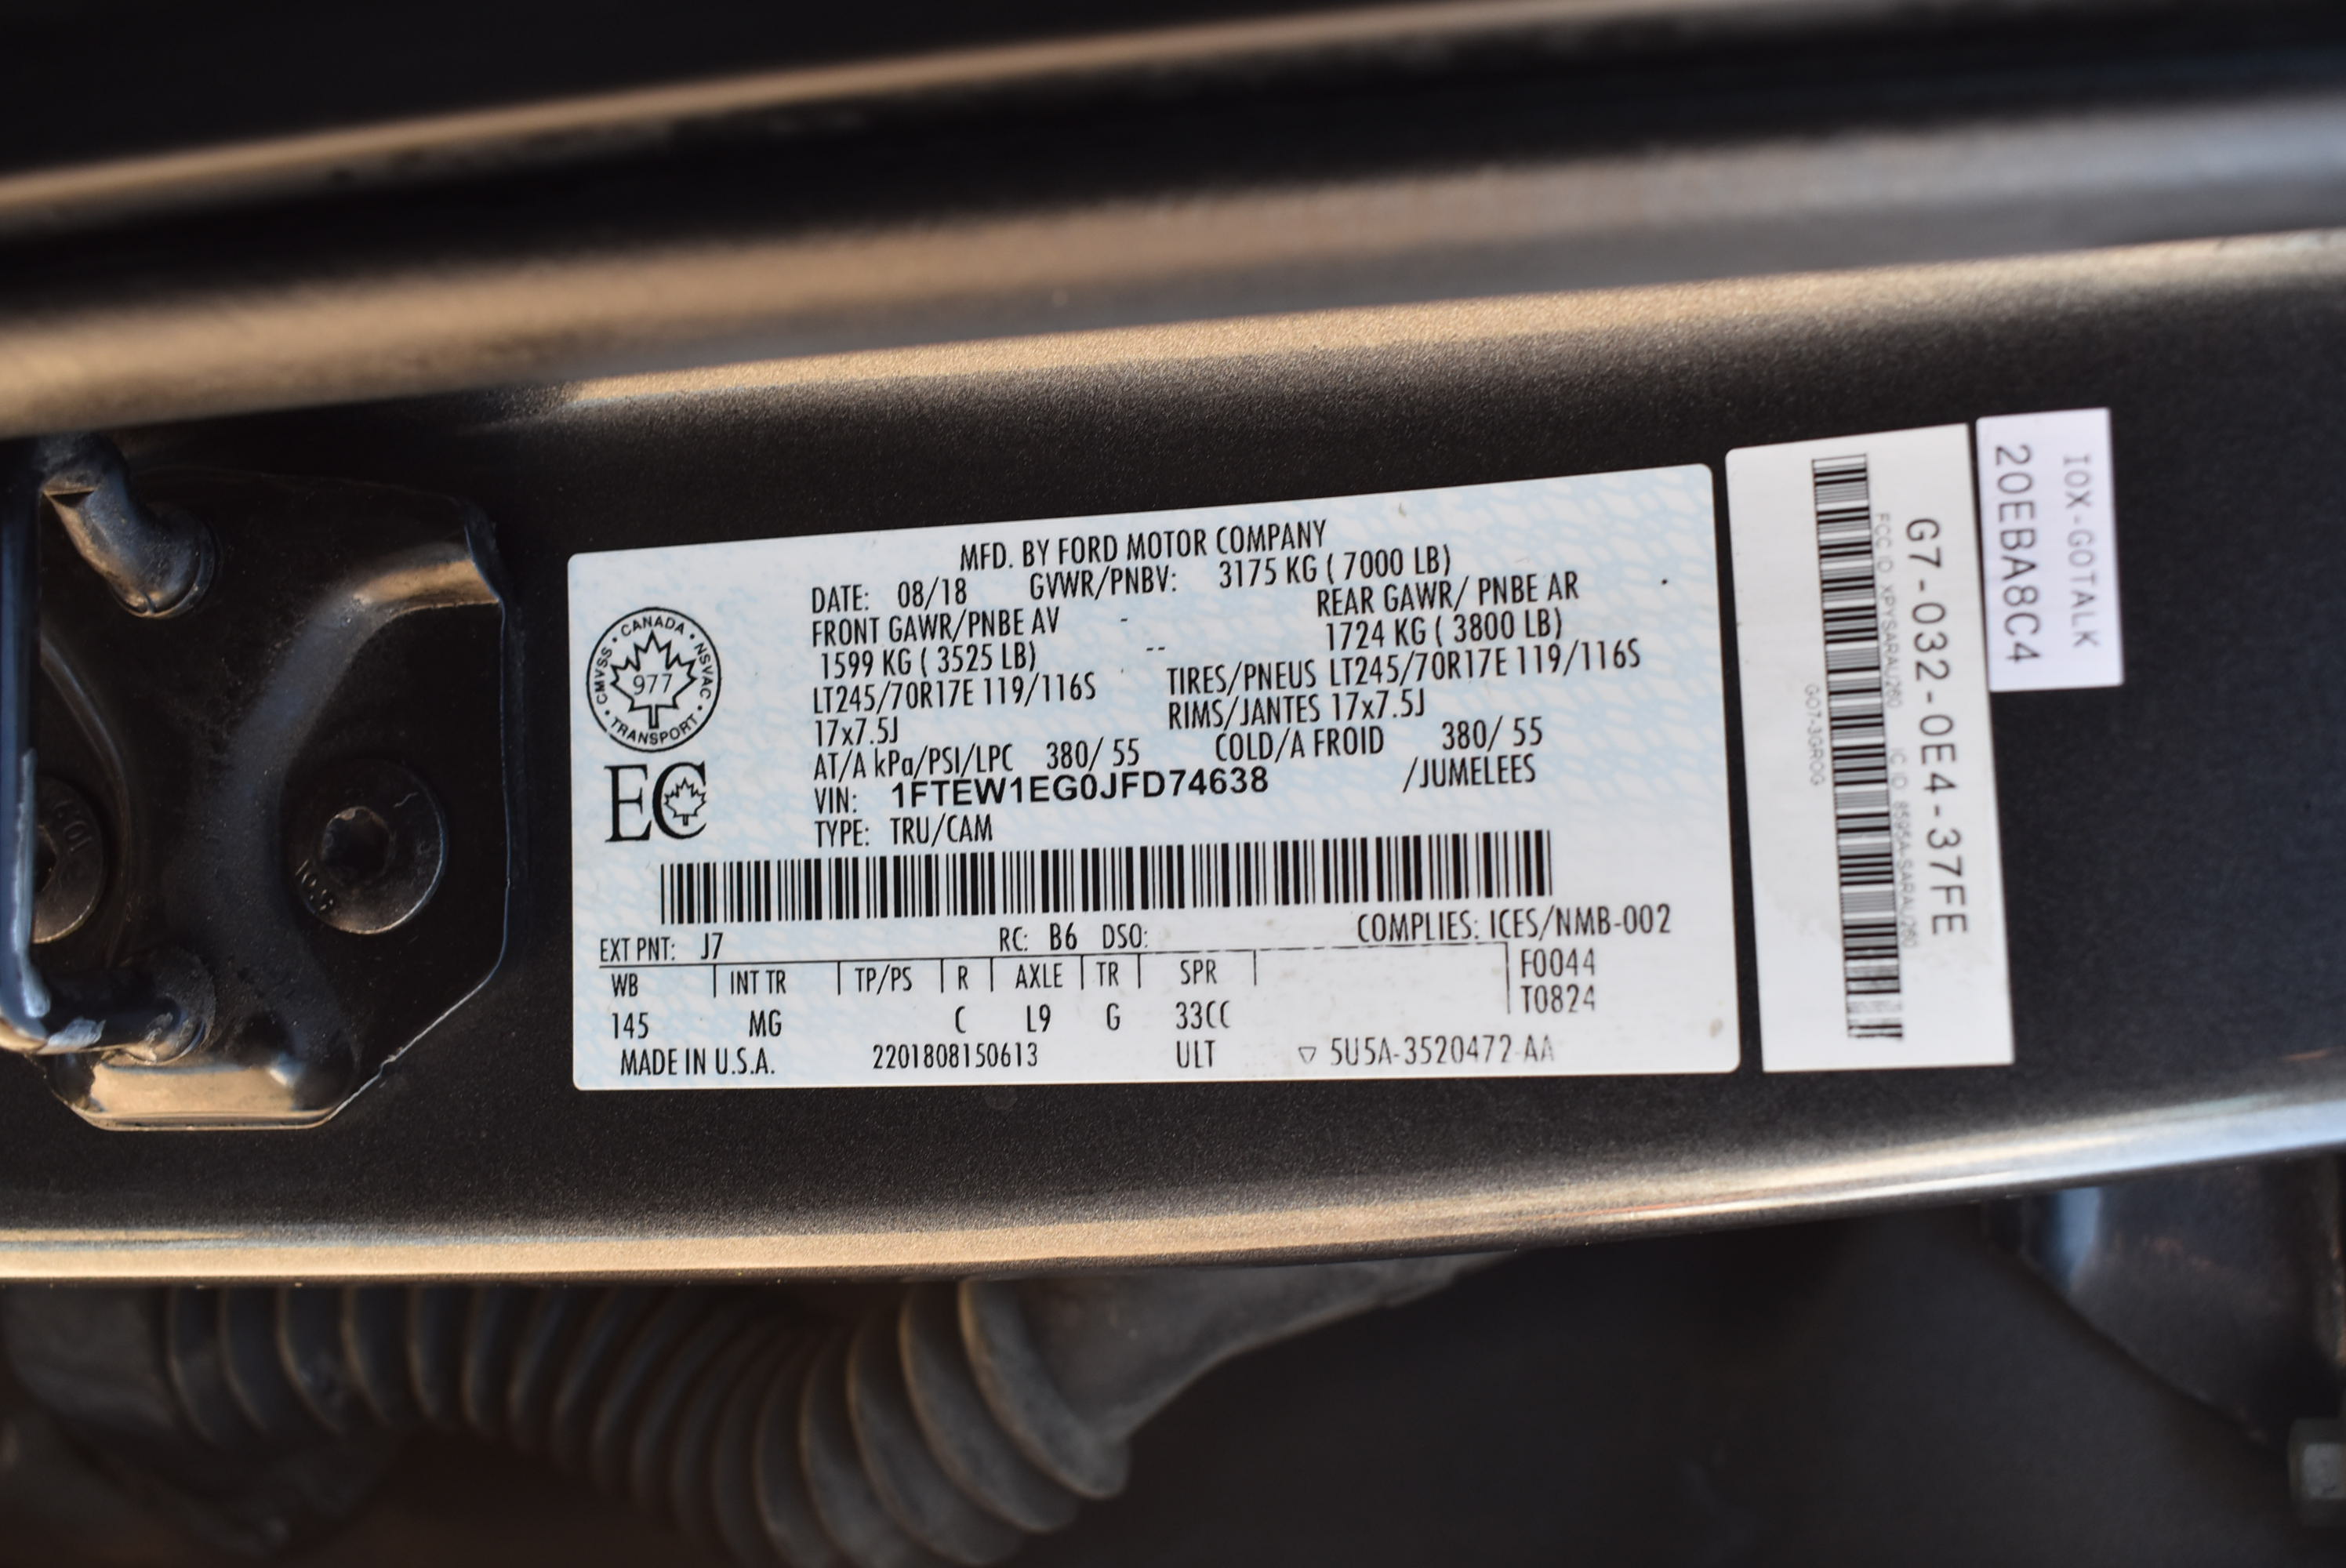 MFD. BY FORD MOTOR COMPANY
DATE: 08/18 GVWR/PNBV: 3175 KG ( 7000 LB)
FRONT GAWR/PNBE AV - REAR GAWR/ PNBE AR
1599 KG ( 3525 LB) -- 1724 KG ( 3800 LB)
LT245/70R17E 119/116S TIRES/PNEUS LT245/70R17E 119/116S
17x7.5J RIMS/JANTES 17x7.5J
AT/A kPa/PSI/LPC 380/ 55 COLD/A FROID 380/ 55
VIN: 1FTEW1EG0JFD74638 /JUMELEES
TYPE: TRU/CAM
CANADA • NSVAC • TRANSPORT • CMVSS •
977
EC
EXT PNT: J7 RC: B6 DSO: COMPLIES: ICES/NMB-002
WB INT TR TP/PS R AXLE TR SPR F0044
T0824
145 MG C L9 G 33CC
MADE IN U.S.A. 2201808150613 ULT ▽ 5U5A-3520472-AA
G7-032-0E4-37FE
GO7-3GROG
IOX-GOTALK
20EBA8C4
10.9